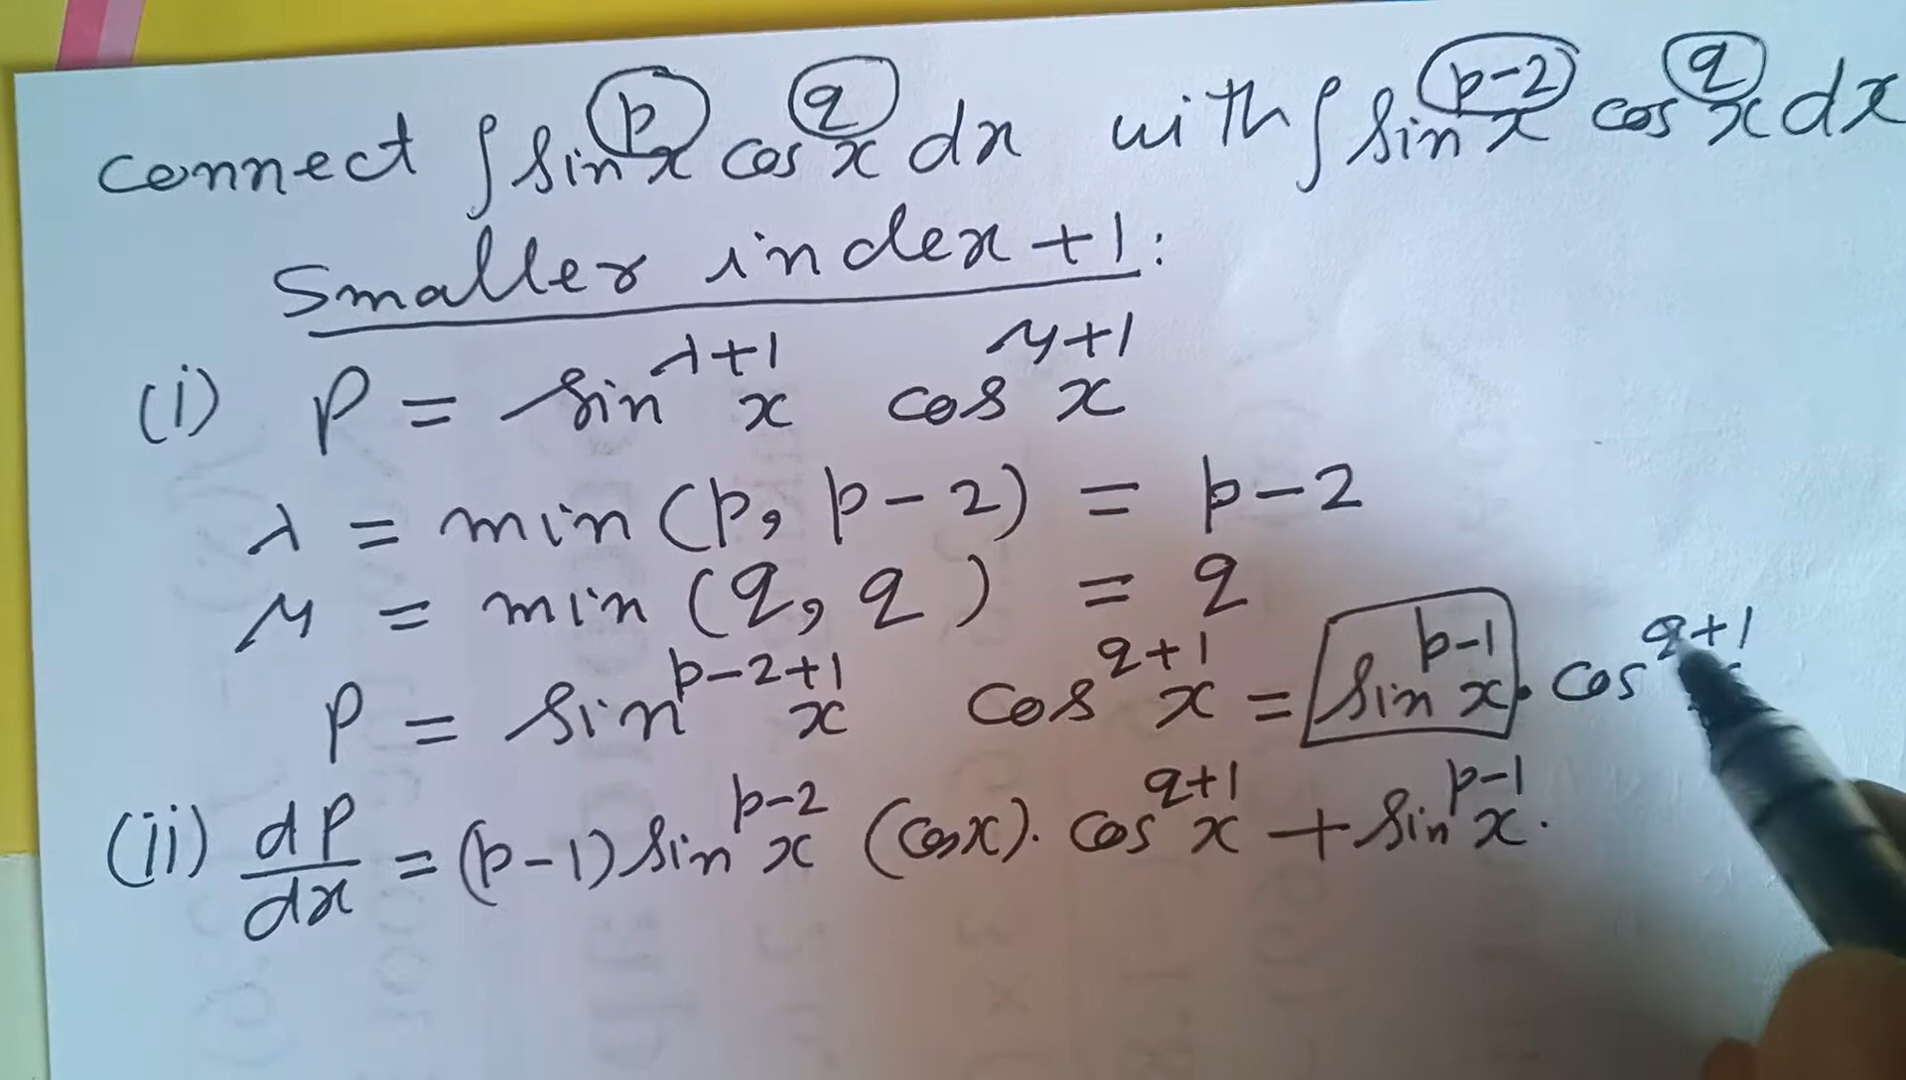 connect ∫ sin^p x cos^q x dx with ∫ sin^{p-2} x cos^q x dx
Smaller index + 1:
(i) P = sin^{λ+1} x cos^{μ+1} x
λ = min (p, p-2) = p-2
μ = min (q, q) = q
P = sin^{p-2+1} x cos^{q+1} x = sin^{p-1} x · cos^{q+1}
(ii) dP/dx = (p-1) sin^{p-2} x (cos x). cos^{q+1} x + sin^{p-1} x.